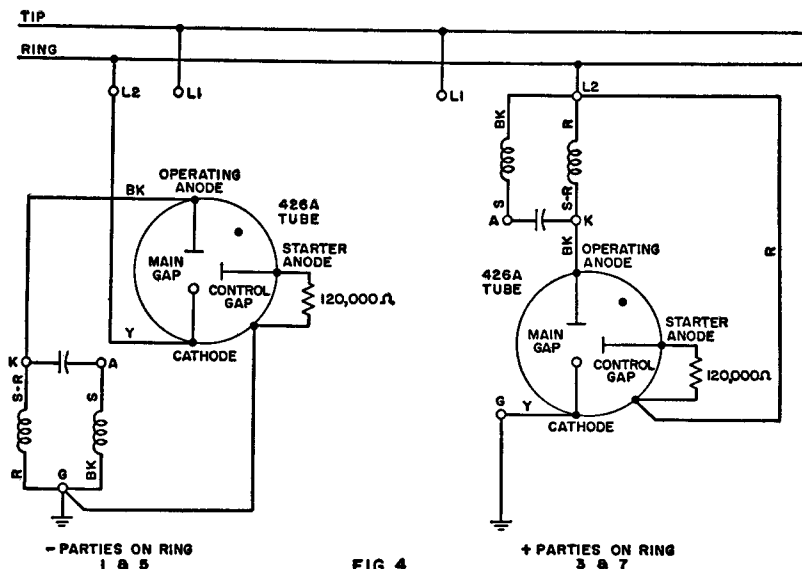 TIP
RING
L2
L1
L1
L2
BK
R
S
S-R
A
K
BK
R
BK
OPERATING
ANODE
426A
TUBE
STARTER
ANODE
MAIN
GAP
CONTROL
GAP
120,000Ω
Y
CATHODE
K
A
S-R
S
R
BK
G
OPERATING
ANODE
426A
TUBE
STARTER
ANODE
MAIN
GAP
CONTROL
GAP
120,000Ω
G
Y
CATHODE
- PARTIES ON RING
1 & 5
FIG 4
+ PARTIES ON RING
3 & 7